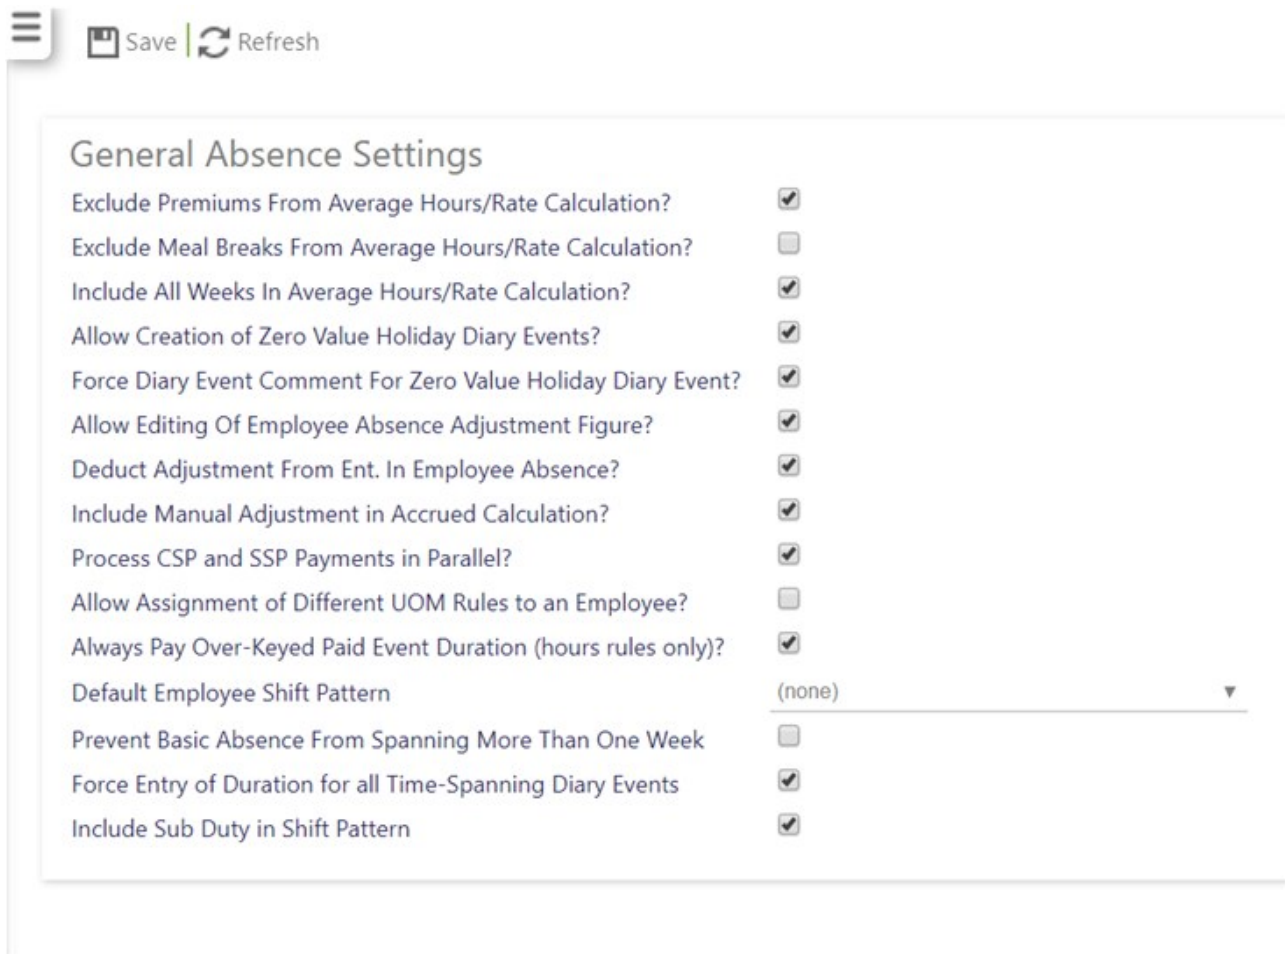 Save Refresh
General Absence Settings
Exclude Premiums From Average Hours/Rate Calculation?
Exclude Meal Breaks From Average Hours/Rate Calculation?
Include All Weeks In Average Hours/Rate Calculation?
Allow Creation of Zero Value Holiday Diary Events?
Force Diary Event Comment For Zero Value Holiday Diary Event?
Allow Editing Of Employee Absence Adjustment Figure?
Deduct Adjustment From Ent. In Employee Absence?
Include Manual Adjustment in Accrued Calculation?
Process CSP and SSP Payments in Parallel?
Allow Assignment of Different UOM Rules to an Employee?
Always Pay Over-Keyed Paid Event Duration (hours rules only)?
Default Employee Shift Pattern (none)
Prevent Basic Absence From Spanning More Than One Week
Force Entry of Duration for all Time-Spanning Diary Events
Include Sub Duty in Shift Pattern